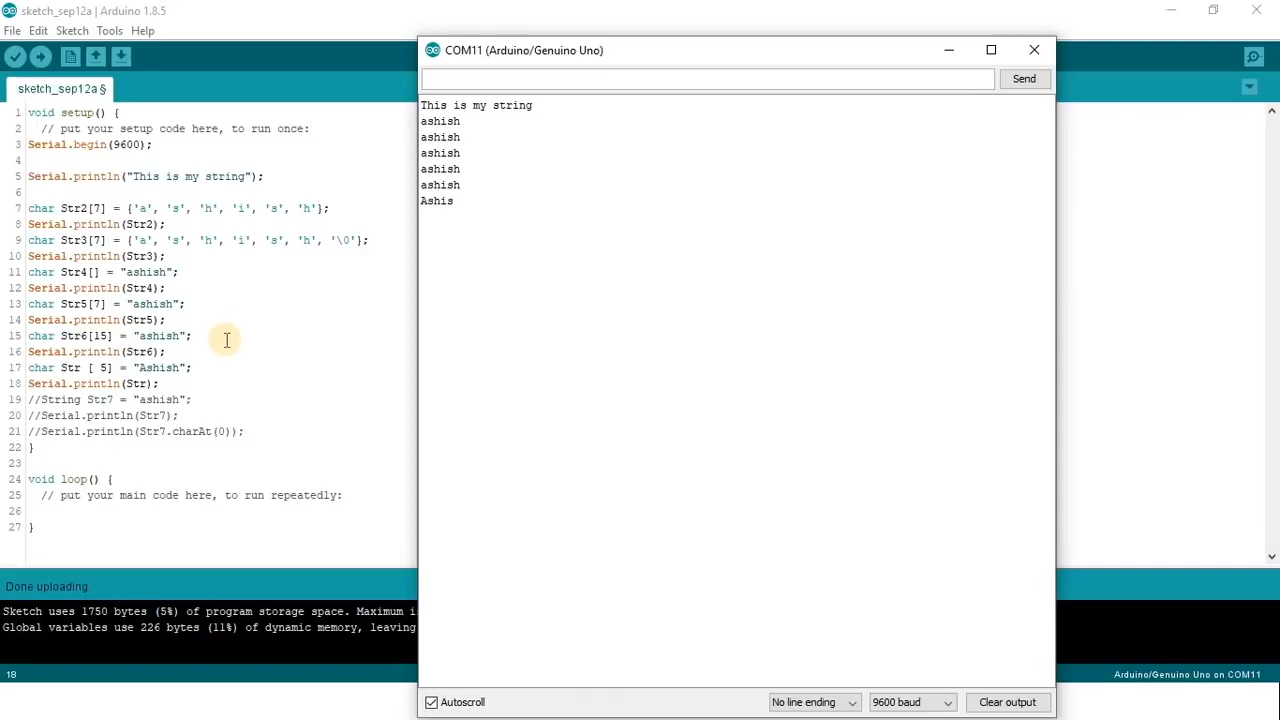 sketch_sep12a | Arduino 1.8.5
File Edit Sketch Tools Help
sketch_sep12a §
1 void setup() {
2 // put your setup code here, to run once:
3 Serial.begin(9600);
4
5 Serial.println("This is my string");
6
7 char Str2[7] = {'a', 's', 'h', 'i', 's', 'h'};
8 Serial.println(Str2);
9 char Str3[7] = {'a', 's', 'h', 'i', 's', 'h', '\0'};
10 Serial.println(Str3);
11 char Str4[] = "ashish";
12 Serial.println(Str4);
13 char Str5[7] = "ashish";
14 Serial.println(Str5);
15 char Str6[15] = "ashish";
16 Serial.println(Str6);
17 char Str [ 5] = "Ashish";
18 Serial.println(Str);
19 //String Str7 = "ashish";
20 //Serial.println(Str7);
21 //Serial.println(Str7.charAt(0));
22 }
23
24 void loop() {
25 // put your main code here, to run repeatedly:
26
27 }
Done uploading.
Sketch uses 1750 bytes (5%) of program storage space. Maximum i
Global variables use 226 bytes (11%) of dynamic memory, leaving
18
Arduino/Genuino Uno on COM11
COM11 (Arduino/Genuino Uno)
Send
This is my string
ashish
ashish
ashish
ashish
ashish
Ashis
Autoscroll
No line ending
9600 baud
Clear output